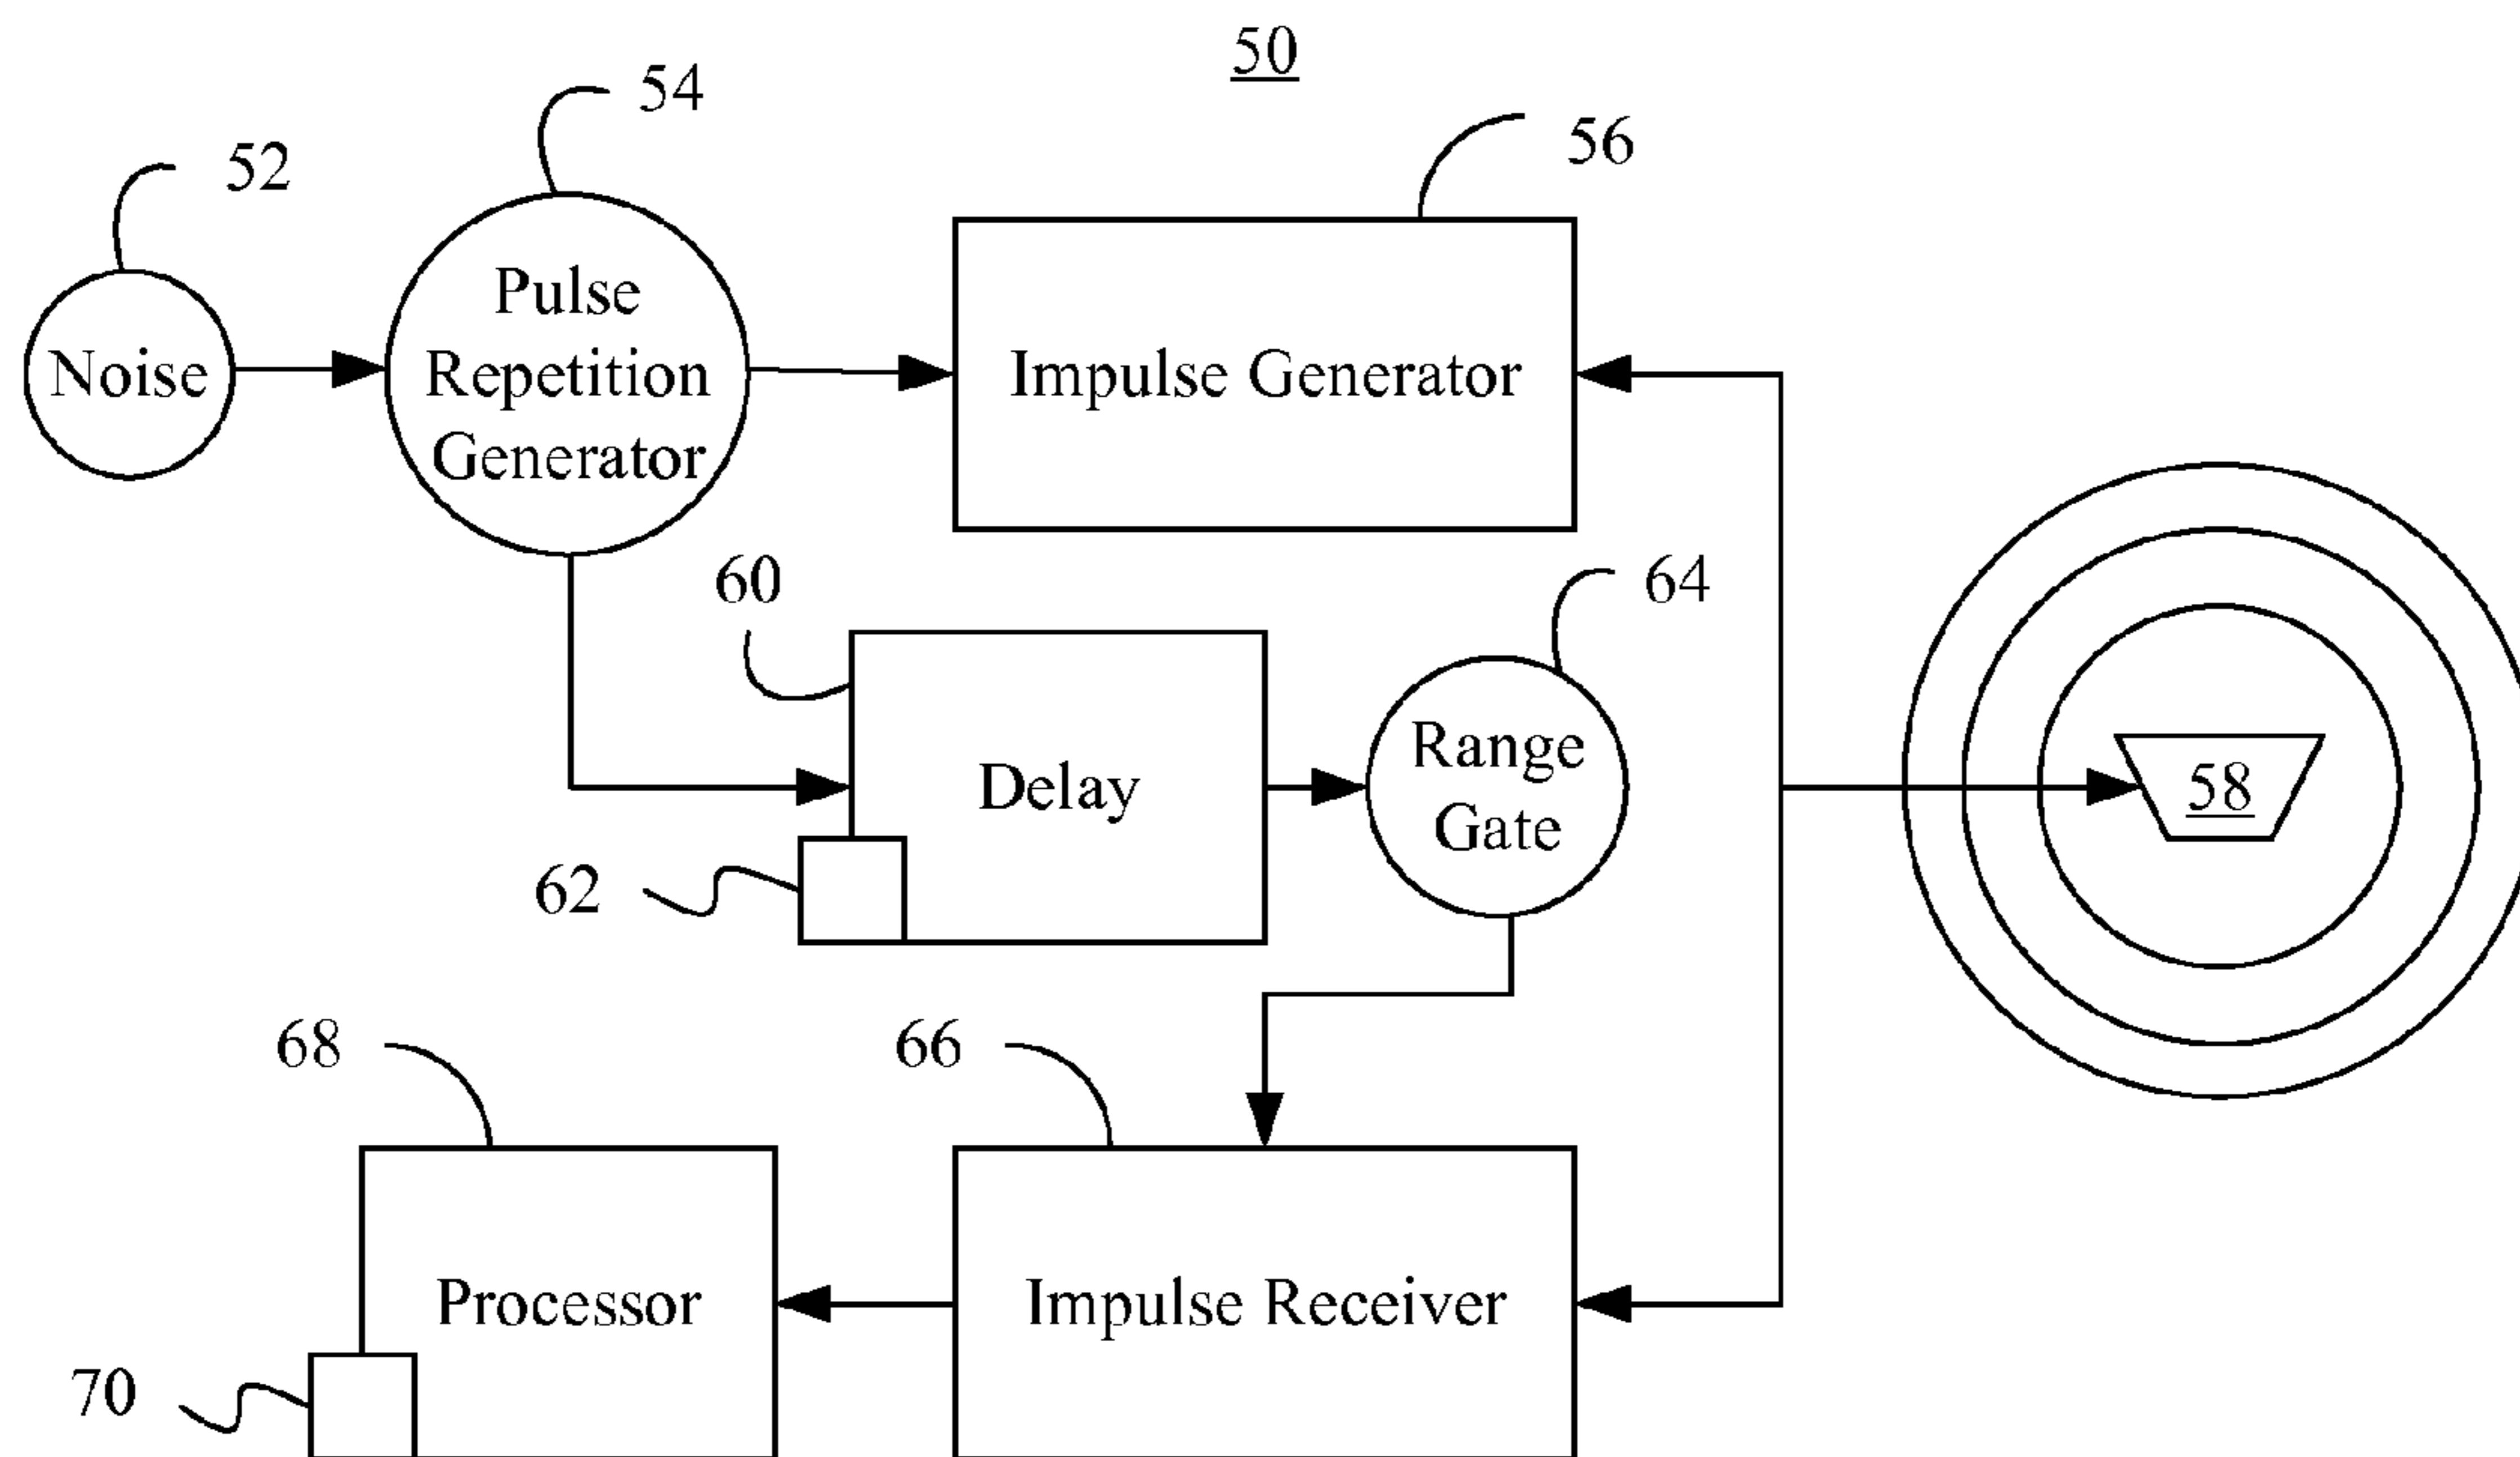 50
54
56
52
Noise
Pulse
Repetition
Generator
Impulse Generator
60
64
Delay
Range
Gate
58
62
68
66
Processor
Impulse Receiver
70